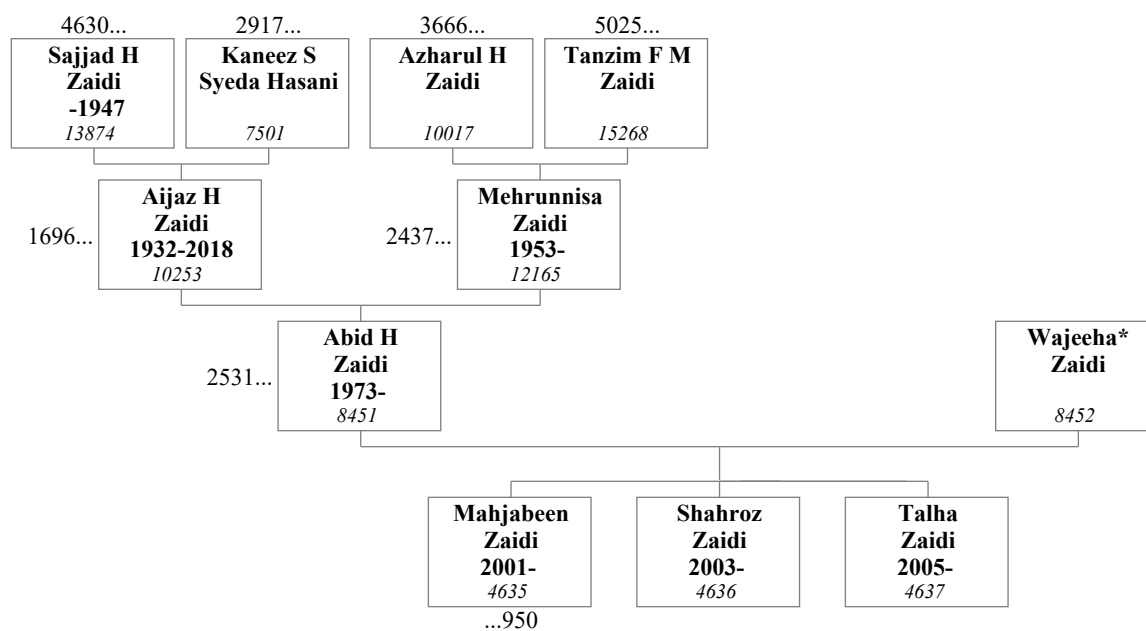 4630...
2917...
3666...
5025...
Sajjad H
Zaidi
-1947
13874
Kaneez S
Syeda Hasani
7501
Azharul H
Zaidi
10017
Tanzim F M
Zaidi
15268
1696...
Aijaz H
Zaidi
1932-2018
10253
2437...
Mehrunnisa
Zaidi
1953-
12165
2531...
Abid H
Zaidi
1973-
8451
Wajeeha*
Zaidi
8452
Mahjabeen
Zaidi
2001-
4635
...950
Shahroz
Zaidi
2003-
4636
Talha
Zaidi
2005-
4637